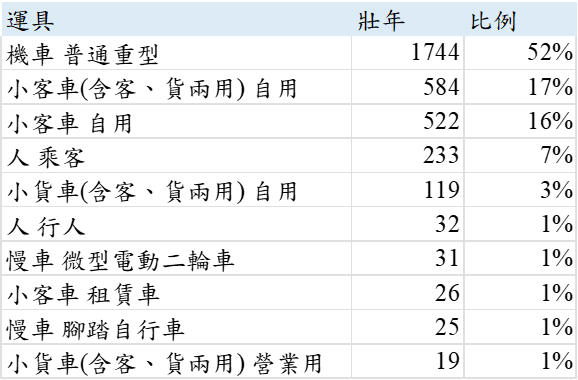 運具 壯年 比例
機車 普通重型 1744 52%
小客車(含客、貨兩用) 自用 584 17%
小客車 自用 522 16%
人 乘客 233 7%
小貨車(含客、貨兩用) 自用 119 3%
人 行人 32 1%
慢車 微型電動二輪車 31 1%
小客車 租賃車 26 1%
慢車 腳踏自行車 25 1%
小貨車(含客、貨兩用) 營業用 19 1%